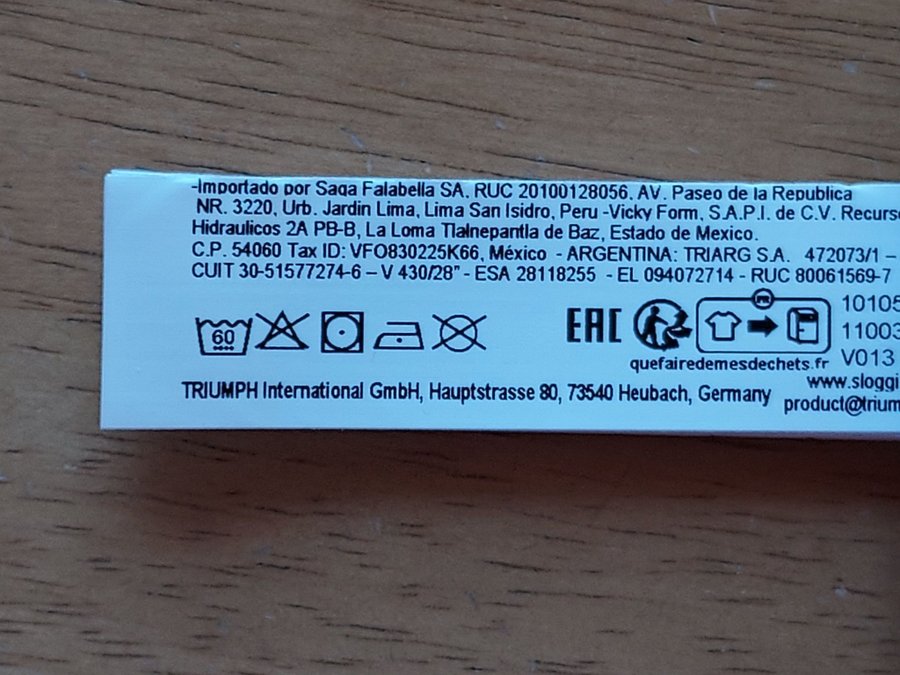 -Importado por Saga Falabella SA. RUC 20100128056, AV. Paseo de la Republica
NR. 3220, Urb. Jardin Lima, Lima San Isidro, Peru -Vicky Form, S.A.P.I. de C.V. Recurso
Hidraulicos 2A PB-B, La Loma Tlalnepantla de Baz, Estado de Mexico.
C.P. 54060 Tax ID: VFO830225K66, México - ARGENTINA: TRIARG S.A. 472073/1 –
CUIT 30-51577274-6 – V 430/28" - ESA 28118255 - EL 094072714 - RUC 80061569-7
60
EAC
FR
10105
11003
quefairedemesdechets.fr V013
www.sloggi
TRIUMPH International GmbH, Hauptstrasse 80, 73540 Heubach, Germany
product@trium